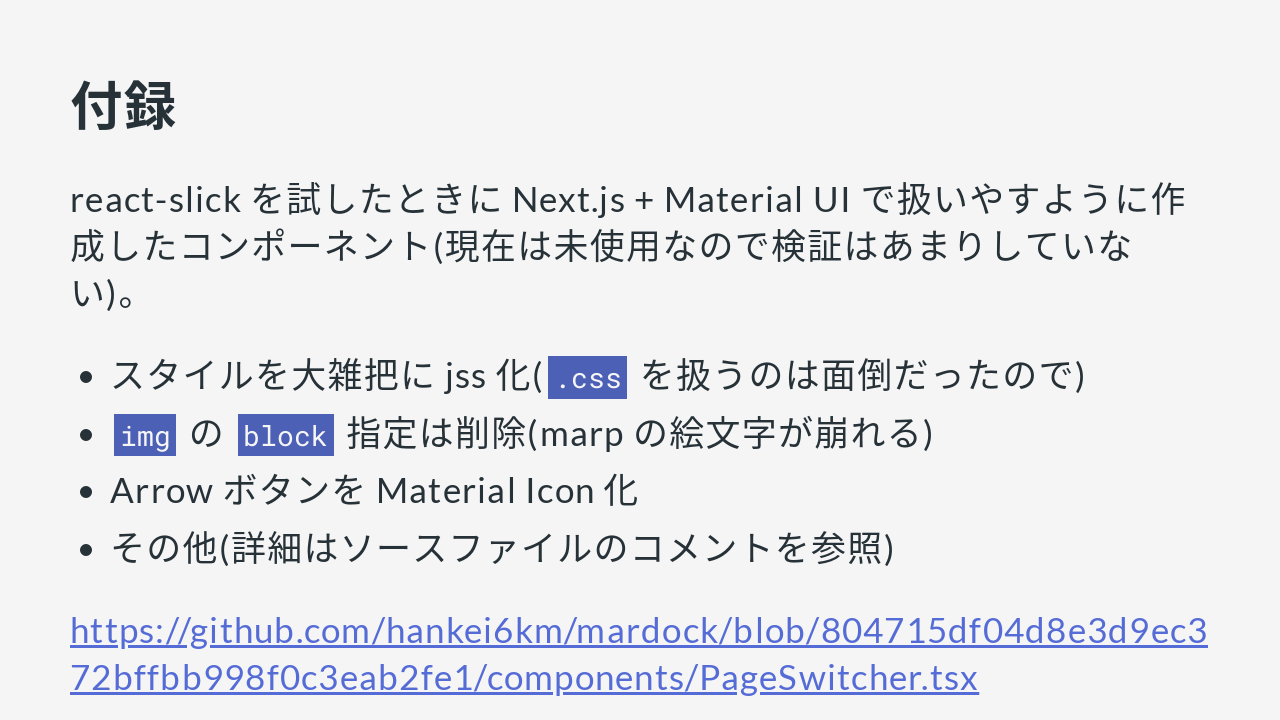 付録
react-slick を試したときに Next.js + Material UI で扱いやすように作
成したコンポーネント(現在は未使用なので検証はあまりしていな
い)。
• スタイルを大雑把に jss 化( .css を扱うのは面倒だったので)
• img の block 指定は削除(marp の絵文字が崩れる)
• Arrow ボタンを Material Icon 化
• その他(詳細はソースファイルのコメントを参照)
https://github.com/hankei6km/mardock/blob/804715df04d8e3d9ec3
72bffbb998f0c3eab2fe1/components/PageSwitcher.tsx